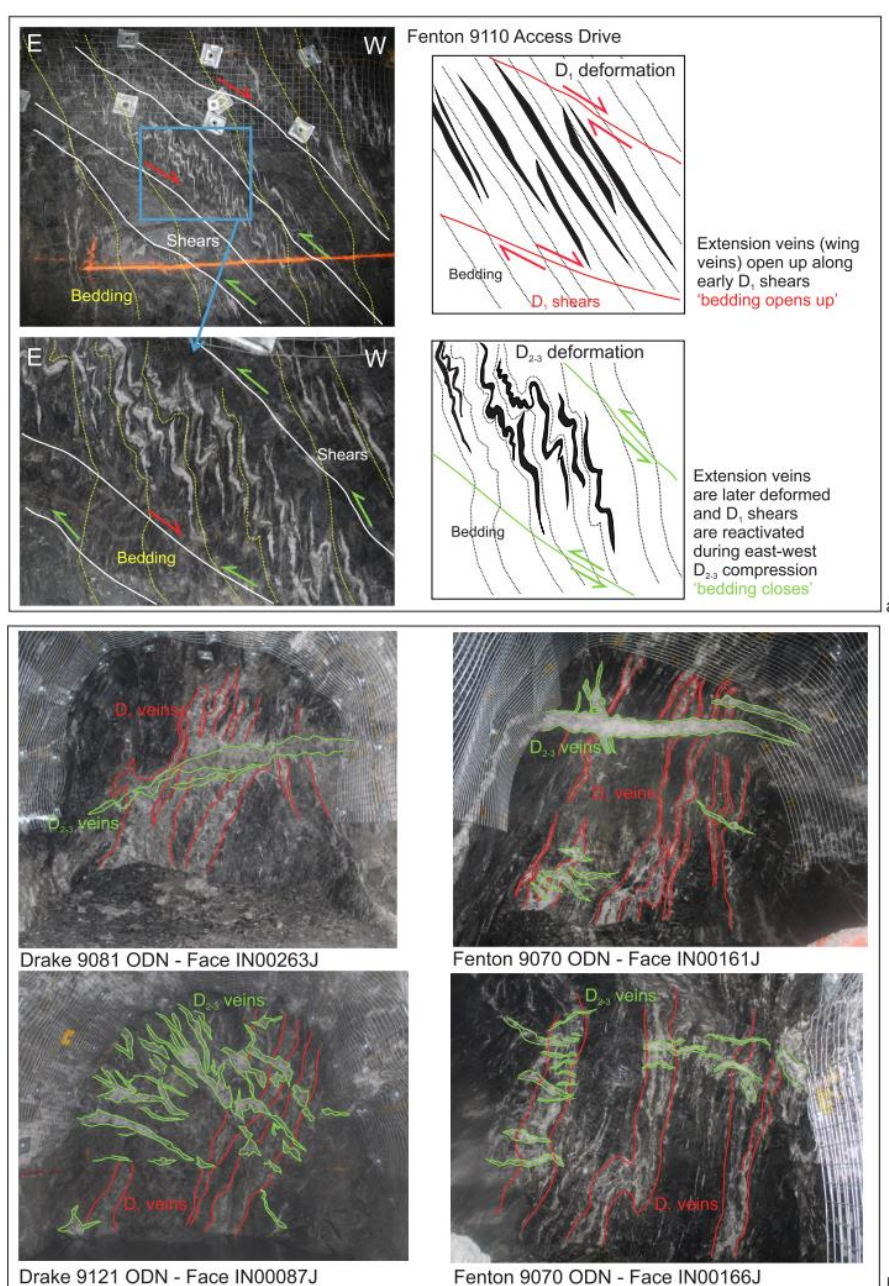 Fenton 9110 Access Drive
E
W
Shears
Bedding
D1 deformation
Bedding
D1 shears
Extension veins (wing
veins) open up along
early D1 shears
‘bedding opens up’
E
W
Shears
Bedding
D2-3 deformation
Bedding
Extension veins
are later deformed
and D1 shears
are reactivated
during east-west
D2-3 compression
‘bedding closes’
a
D1 veins
D2-3 veins
Drake 9081 ODN - Face IN00263J
D2-3 veins
D1 veins
Fenton 9070 ODN - Face IN00161J
D2-3 veins
D1 veins
Drake 9121 ODN - Face IN00087J
D2-3 veins
D1 veins
Fenton 9070 ODN - Face IN00166J